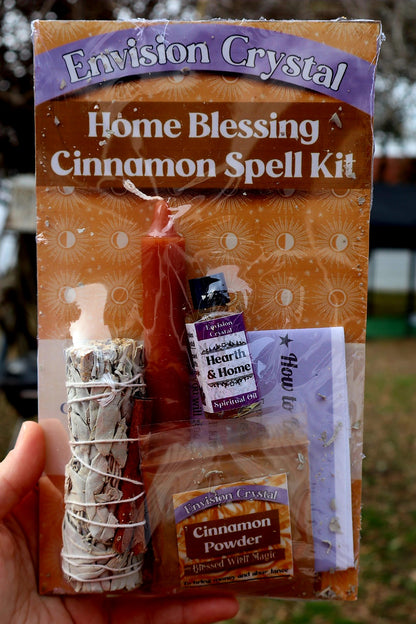 Envision Crystal
Home Blessing
Cinnamon Spell Kit
Envision Crystal
Hearth
& Home
Spiritual Oil
How to
Envision Crystal
Cinnamon
Powder
Blessed With Magic